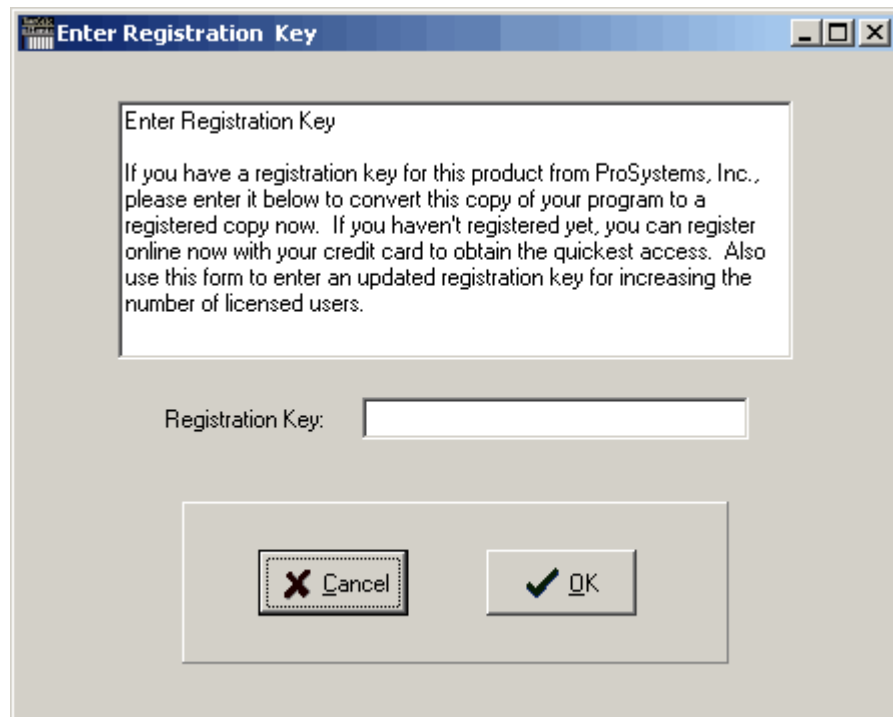 Enter Registration  Key
Enter Registration Key
If you have a registration key for this product from ProSystems, Inc.,
please enter it below to convert this copy of your program to a
registered copy now.  If you haven't registered yet, you can register
online now with your credit card to obtain the quickest access.  Also
use this form to enter an updated registration key for increasing the
number of licensed users.
Registration Key:
Cancel
OK